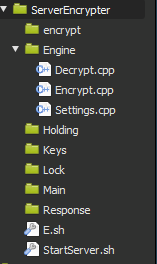 ServerEncrypter
encrypt
Engine
Decrypt.cpp
Encrypt.cpp
Settings.cpp
Holding
Keys
Lock
Main
Response
E.sh
StartServer.sh